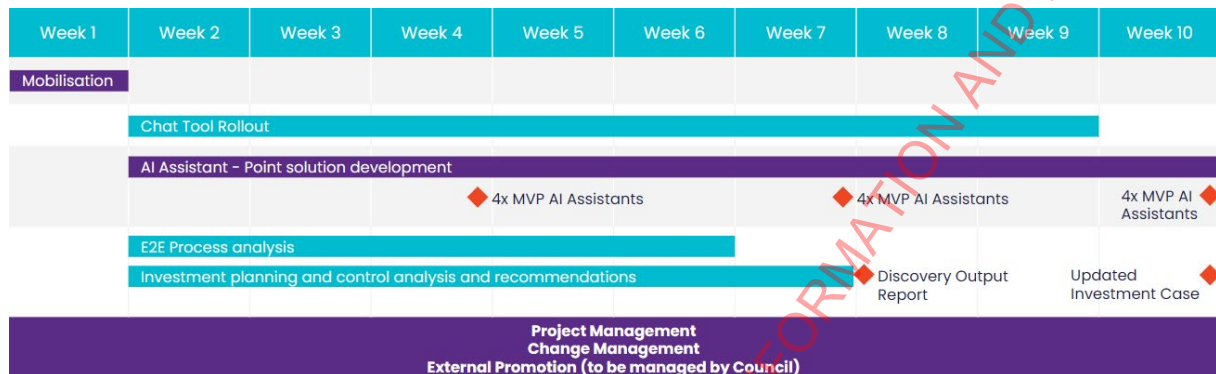 Week 1 Week 2 Week 3 Week 4 Week 5 Week 6 Week 7 Week 8 Week 9 Week 10
Mobilisation
Chat Tool Rollout
AI Assistant - Point solution development
4x MVP AI Assistants 4x MVP AI Assistants 4x MVP AI
Assistants
E2E Process analysis
Investment planning and control analysis and recommendations
Discovery Output
Report
Updated
Investment Case
Project Management
Change Management
External Promotion (to be managed by Council)
FORMATION AND